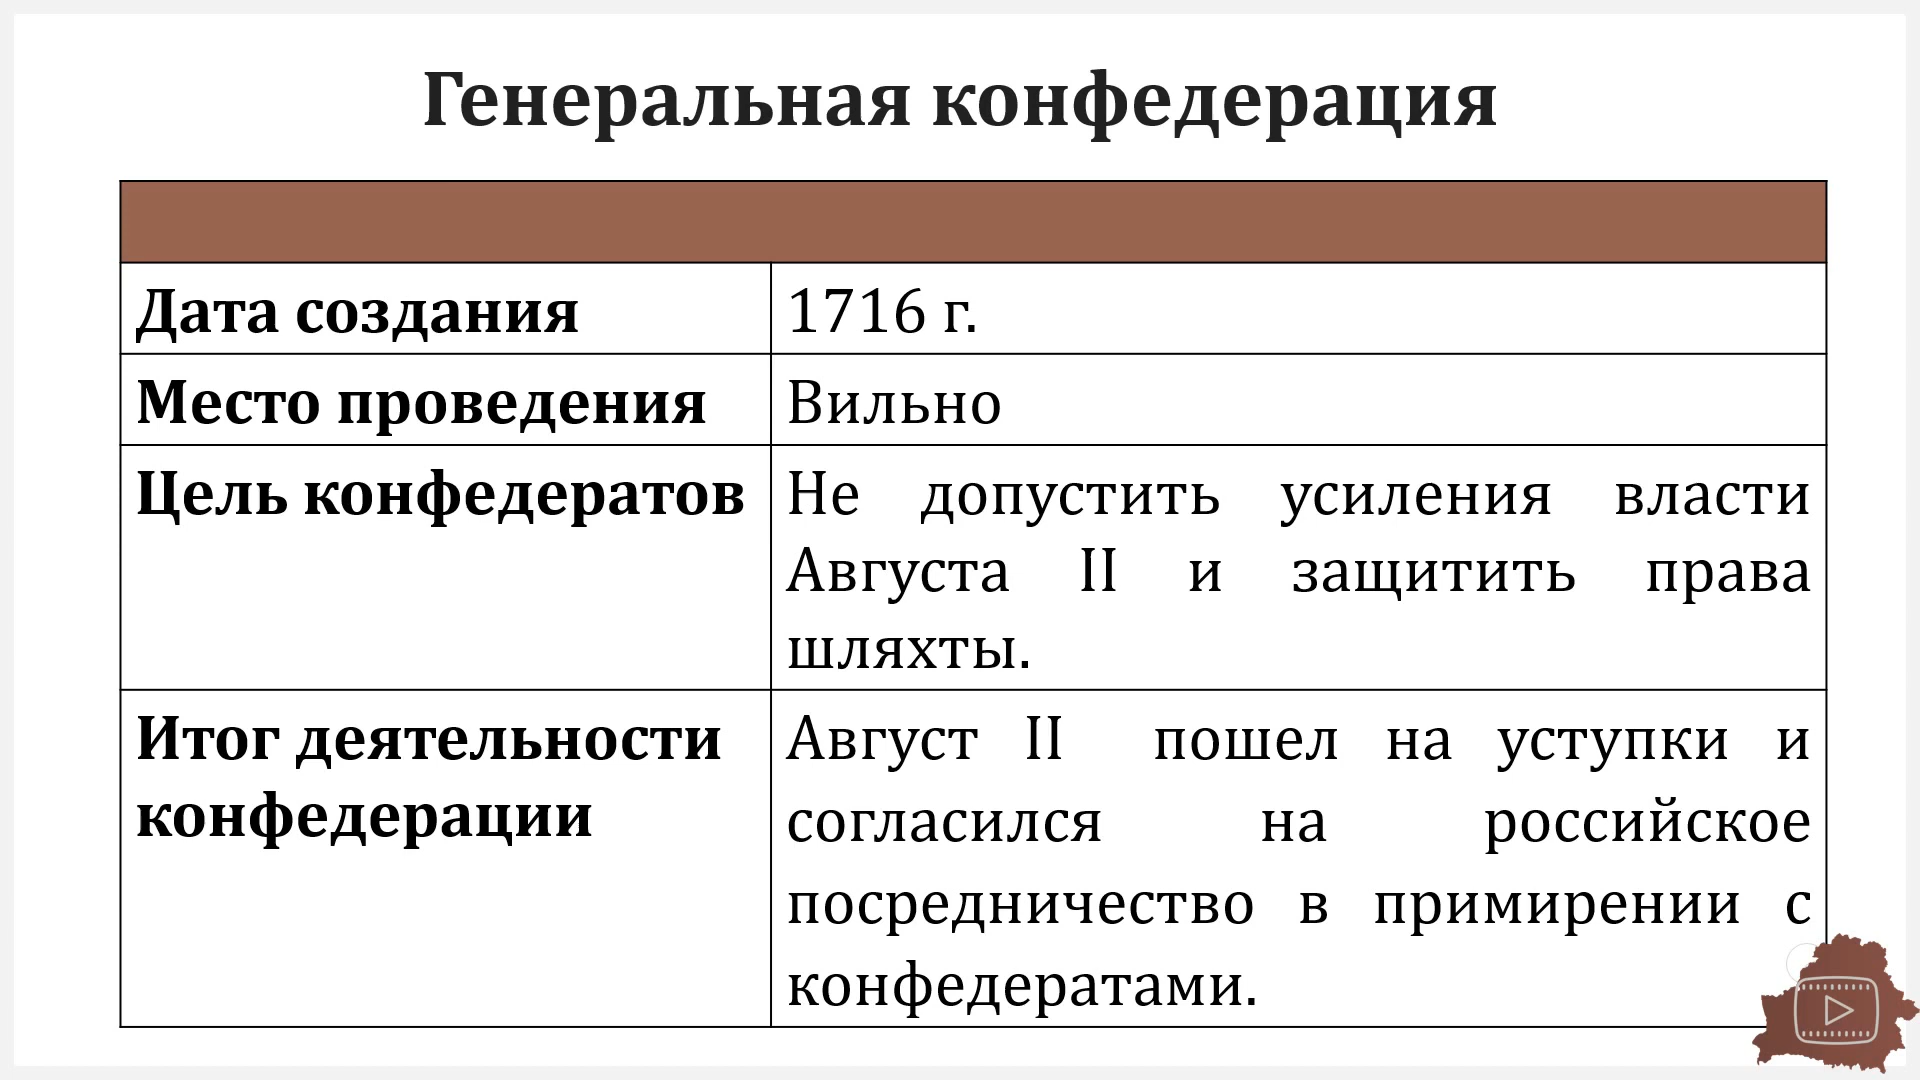 Генеральная конфедерация
Дата создания
1716 г.
Место проведения
Вильно
Цель конфедератов
Не допустить усиления власти
Августа II и защитить права
шляхты.
Итог деятельности
конфедерации
Август II пошел на уступки и
согласился на российское
посредничество в примирении с
конфедератами.